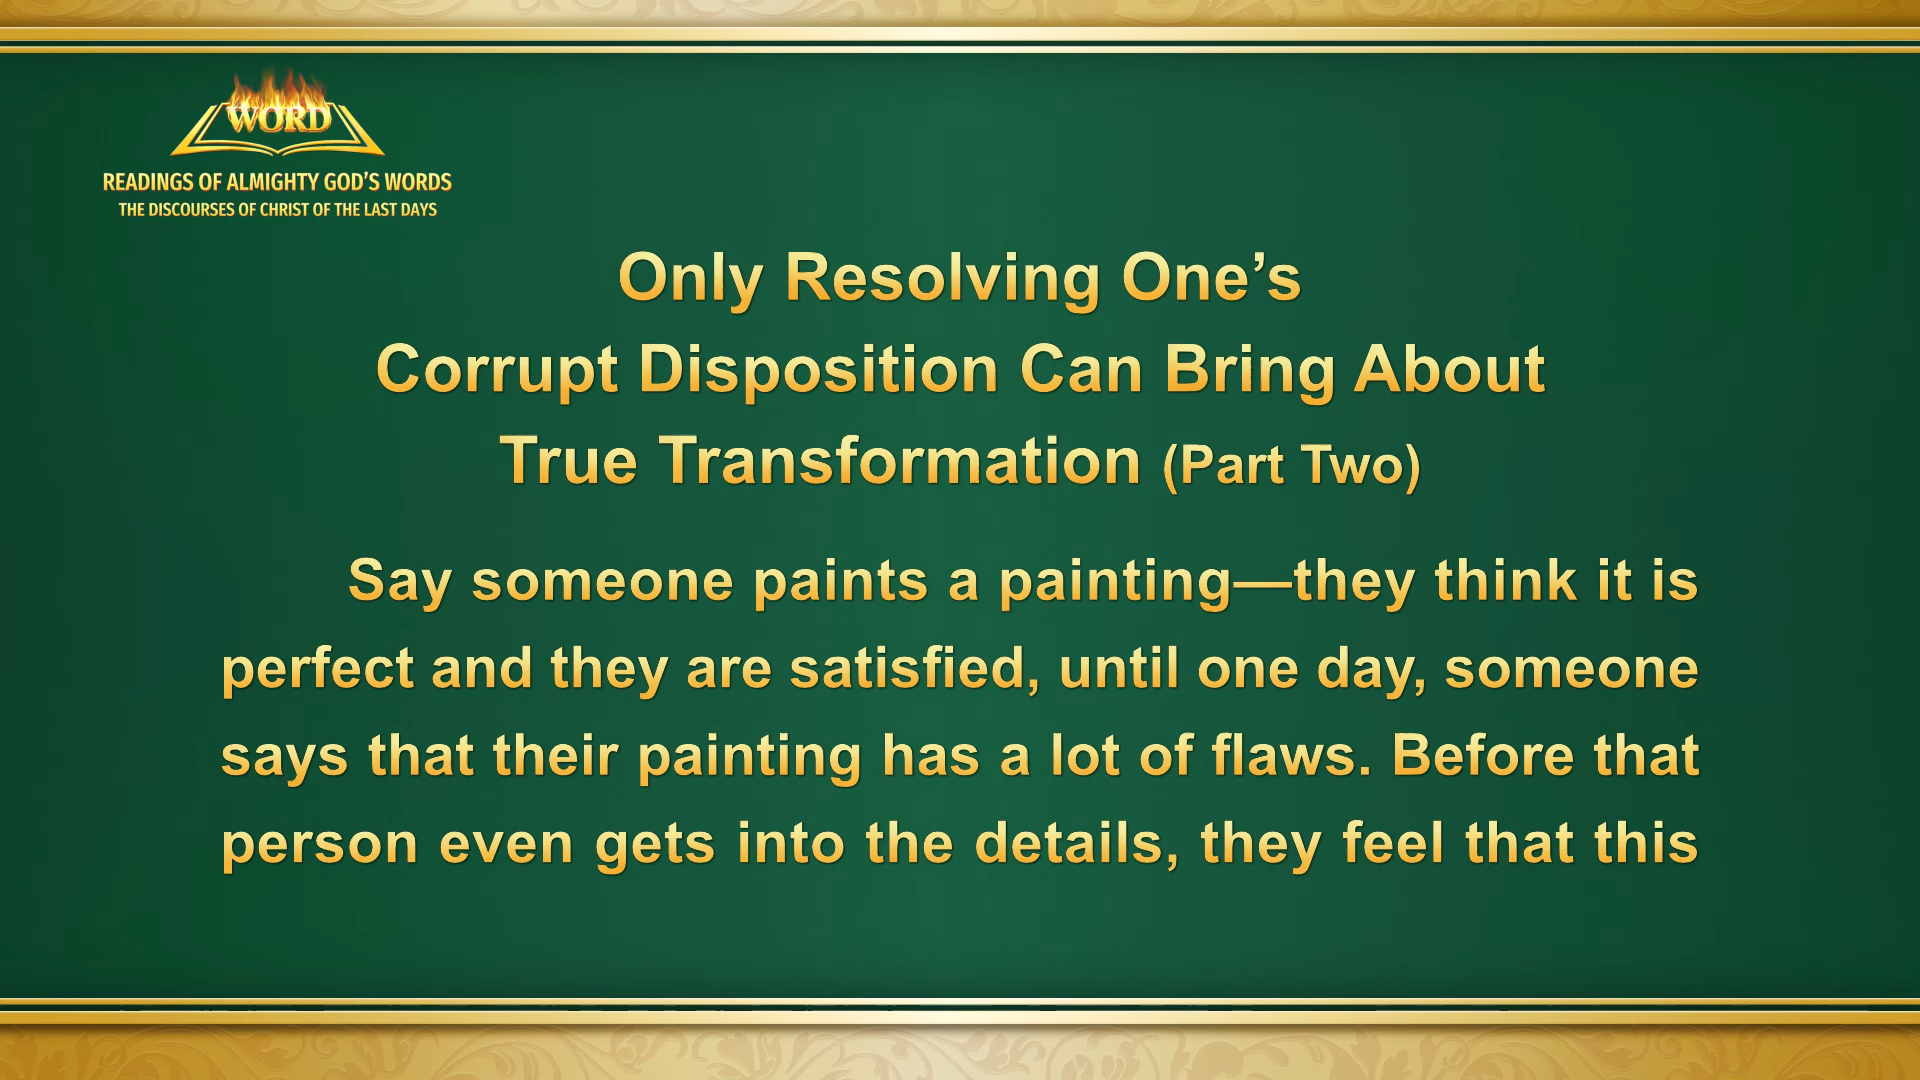 WORD
READINGS OF ALMIGHTY GOD’S WORDS
THE DISCOURSES OF CHRIST OF THE LAST DAYS
Only Resolving One’s
Corrupt Disposition Can Bring About
True Transformation (Part Two)
Say someone paints a painting—they think it is
perfect and they are satisfied, until one day, someone
says that their painting has a lot of flaws. Before that
person even gets into the details, they feel that this